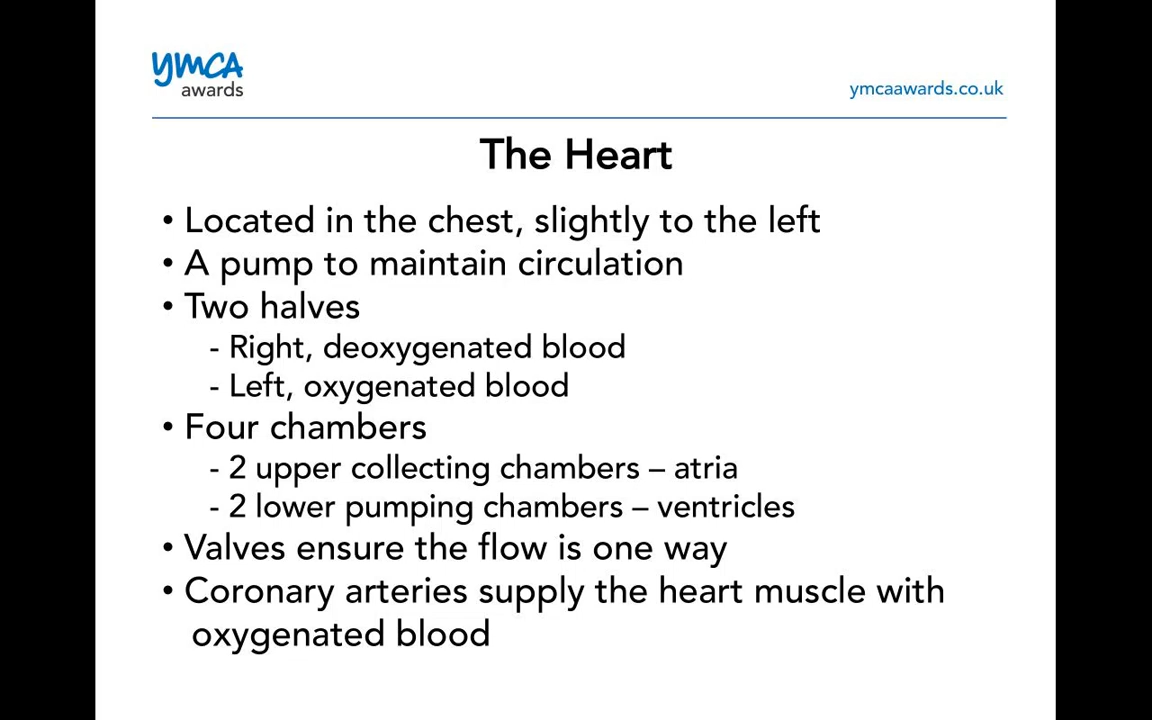 ymca
awards
ymcaawards.co.uk
The Heart
• Located in the chest, slightly to the left
• A pump to maintain circulation
• Two halves
- Right, deoxygenated blood
- Left, oxygenated blood
• Four chambers
- 2 upper collecting chambers – atria
- 2 lower pumping chambers – ventricles
• Valves ensure the flow is one way
• Coronary arteries supply the heart muscle with
oxygenated blood